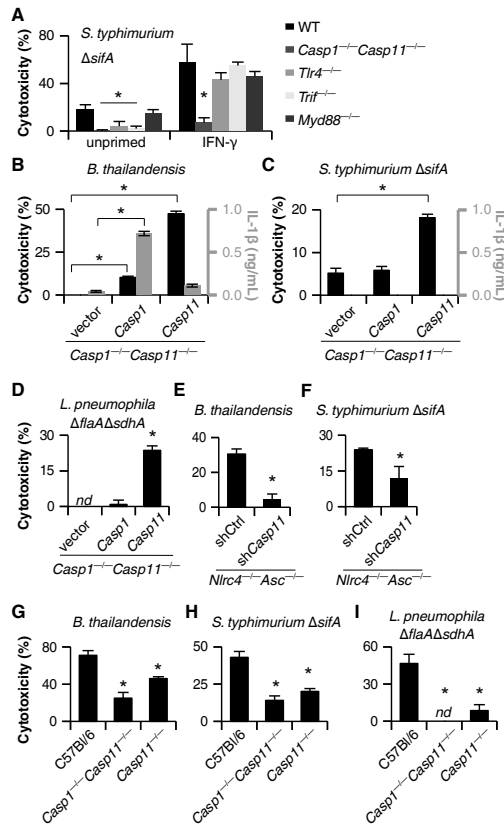 A
S. typhimurium
ΔsifA
Cytotoxicity (%)
80
40
0
*
*
unprimed
IFN-γ
WT
Casp1–/–Casp11–/–
Tlr4–/–
Trif–/–
Myd88–/–
B
B. thailandensis
Cytotoxicity (%)
50
25
0
*
*
*
1.0
0.5
0.0
IL-1β (ng/mL)
vector
Casp1
Casp11
Casp1–/–Casp11–/–
C
S. typhimurium ΔsifA
Cytotoxicity (%)
20
10
0
*
1.0
0.5
0.0
IL-1β (ng/mL)
vector
Casp1
Casp11
Casp1–/–Casp11–/–
D
L. pneumophila
ΔflaAΔsdhA
Cytotoxicity (%)
30
15
0
nd
*
vector
Casp1
Casp11
Casp1–/–Casp11–/–
E
B. thailandensis
40
20
0
*
shCtrl
shCasp11
Nlrc4–/–Asc–/–
F
S. typhimurium ΔsifA
30
15
0
*
shCtrl
shCasp11
Nlrc4–/–Asc–/–
G
B. thailandensis
Cytotoxicity (%)
80
40
0
*
*
C57Bl/6
Casp1–/–Casp11–/–
Casp11–/–
H
S. typhimurium ΔsifA
50
25
0
*
*
C57Bl/6
Casp1–/–Casp11–/–
Casp11–/–
I
L. pneumophila
ΔflaAΔsdhA
60
30
0
*
nd
*
C57Bl/6
Casp1–/–Casp11–/–
Casp11–/–